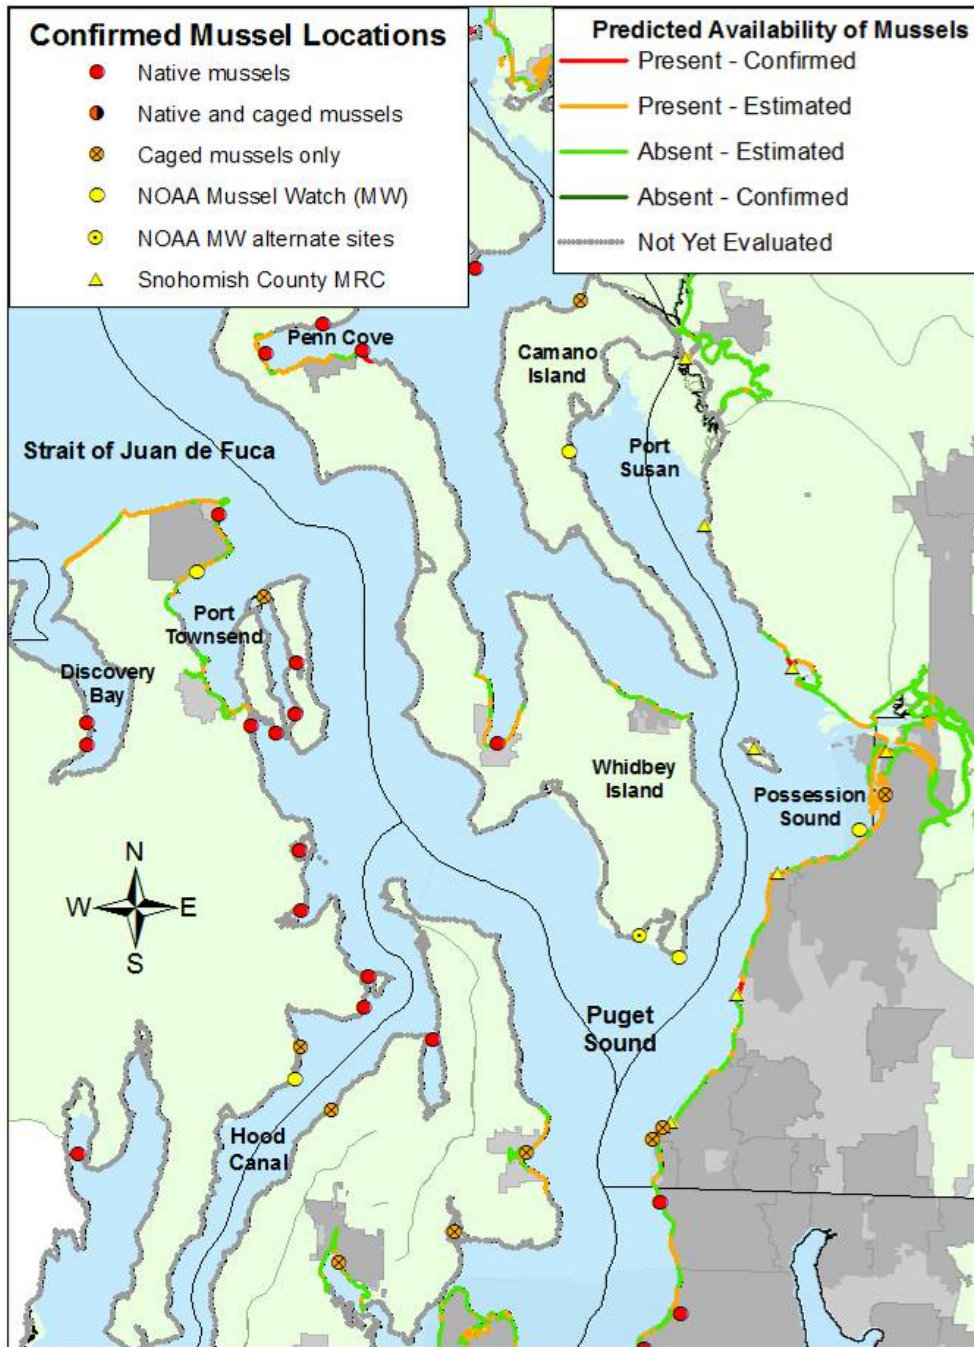 Confirmed Mussel Locations
Native mussels
Native and caged mussels
Caged mussels only
NOAA Mussel Watch (MW)
NOAA MW alternate sites
Snohomish County MRC
Predicted Availability of Mussels
Present - Confirmed
Present - Estimated
Absent - Estimated
Absent - Confirmed
Not Yet Evaluated
Penn Cove
Camano
Island
Strait of Juan de Fuca
Port
Susan
Port
Townsend
Discovery
Bay
Whidbey
Island
Possession
Sound
N
W
E
S
Puget
Sound
Hood
Canal